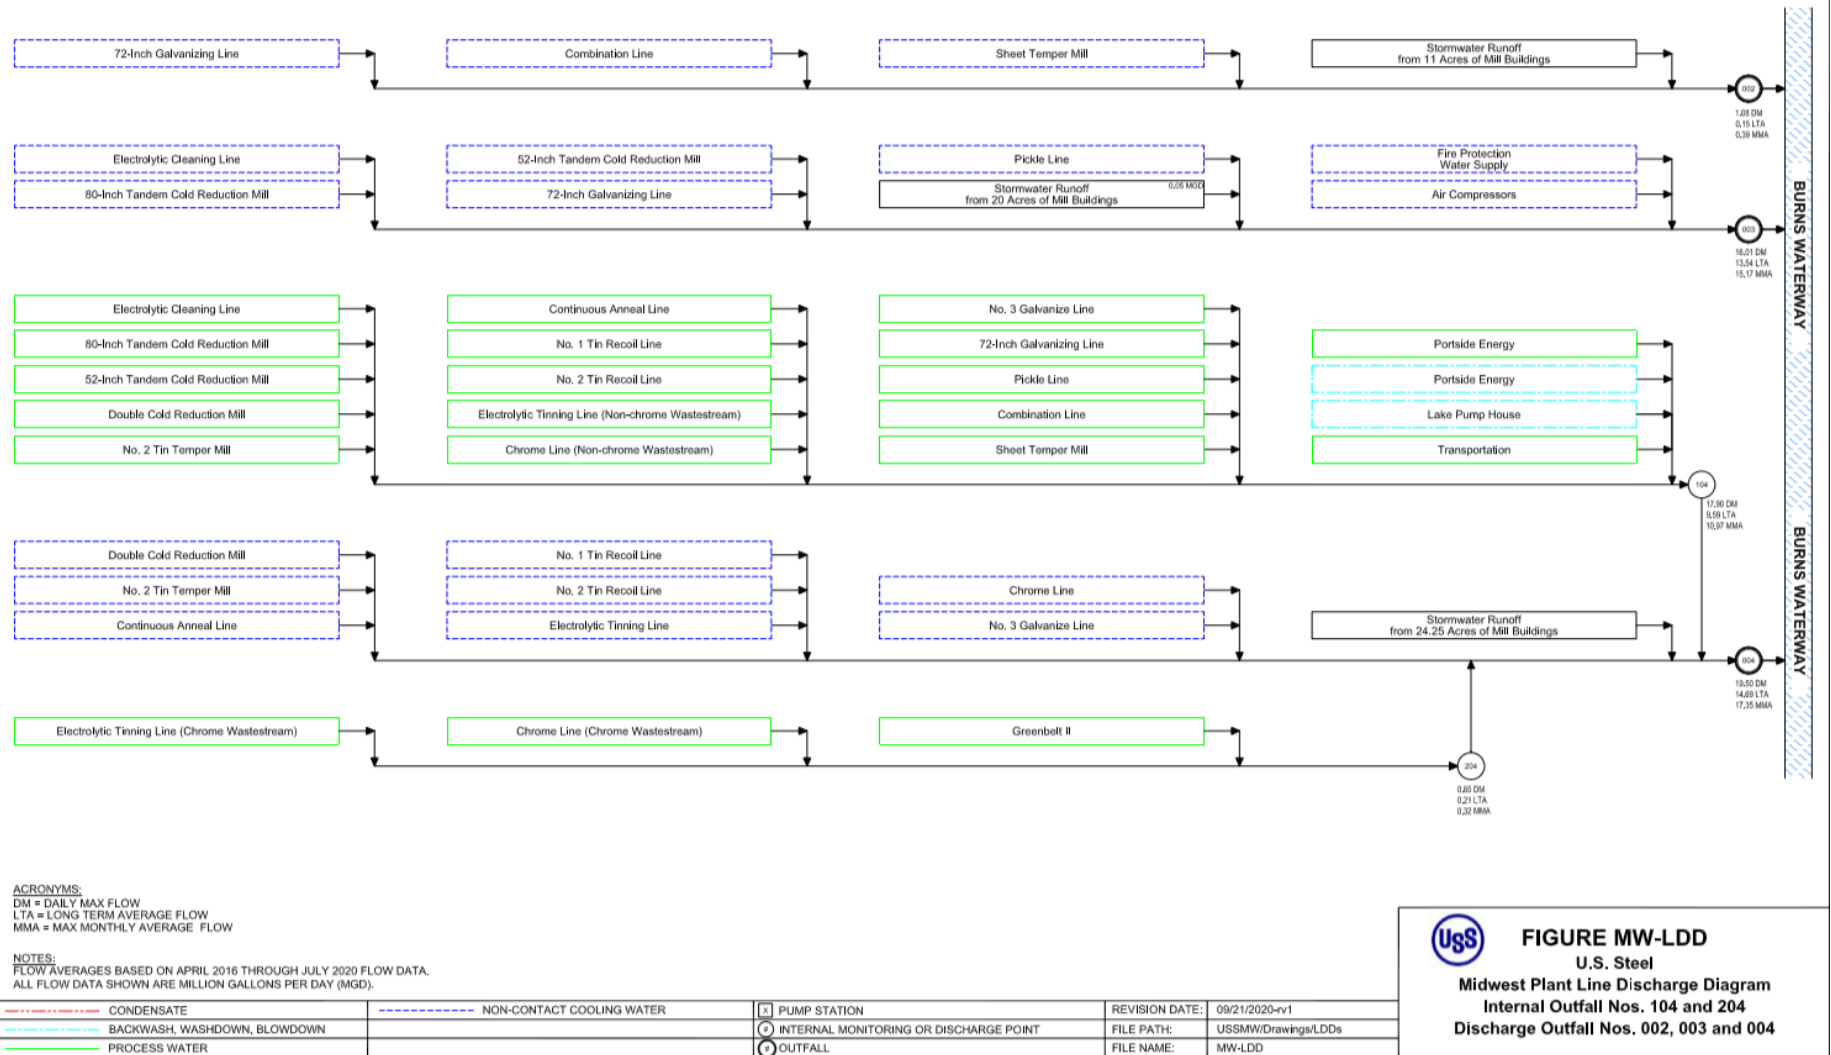 72-Inch Galvanizing Line
Combination Line
Sheet Temper Mill
Stormwater Runoff
from 11 Acres of Mill Buildings
002
1.08 DM
0.15 LTA
0.39 MMA
Electrolytic Cleaning Line
52-Inch Tandem Cold Reduction Mill
Pickle Line
Fire Protection
Water Supply
80-Inch Tandem Cold Reduction Mill
72-Inch Galvanizing Line
Stormwater Runoff
from 20 Acres of Mill Buildings
0.05 MGD
Air Compressors
003
16.01 DM
13.54 LTA
15.17 MMA
BURNS WATERWAY
Electrolytic Cleaning Line
Continuous Anneal Line
No. 3 Galvanize Line
80-Inch Tandem Cold Reduction Mill
No. 1 Tin Recoil Line
72-Inch Galvanizing Line
Portside Energy
52-Inch Tandem Cold Reduction Mill
No. 2 Tin Recoil Line
Pickle Line
Portside Energy
Double Cold Reduction Mill
Electrolytic Tinning Line (Non-chrome Wastestream)
Combination Line
Lake Pump House
No. 2 Tin Temper Mill
Chrome Line (Non-chrome Wastestream)
Sheet Temper Mill
Transportation
104
17.90 DM
9.59 LTA
10.97 MMA
BURNS WATERWAY
Double Cold Reduction Mill
No. 1 Tin Recoil Line
No. 2 Tin Temper Mill
No. 2 Tin Recoil Line
Chrome Line
Continuous Anneal Line
Electrolytic Tinning Line
No. 3 Galvanize Line
Stormwater Runoff
from 24.25 Acres of Mill Buildings
004
19.50 DM
14.69 LTA
17.35 MMA
Electrolytic Tinning Line (Chrome Wastestream)
Chrome Line (Chrome Wastestream)
Greenbelt II
204
0.65 DM
0.21 LTA
0.32 MMA
ACRONYMS:
DM = DAILY MAX FLOW
LTA = LONG TERM AVERAGE FLOW
MMA = MAX MONTHLY AVERAGE FLOW
NOTES:
FLOW AVERAGES BASED ON APRIL 2016 THROUGH JULY 2020 FLOW DATA.
ALL FLOW DATA SHOWN ARE MILLION GALLONS PER DAY (MGD).
USS
FIGURE MW-LDD
U.S. Steel
Midwest Plant Line Discharge Diagram
Internal Outfall Nos. 104 and 204
Discharge Outfall Nos. 002, 003 and 004
CONDENSATE
NON-CONTACT COOLING WATER
X PUMP STATION
REVISION DATE: 09/21/2020-rv1
BACKWASH, WASHDOWN, BLOWDOWN
# INTERNAL MONITORING OR DISCHARGE POINT
FILE PATH: USSMW/Drawings/LDDs
PROCESS WATER
# OUTFALL
FILE NAME: MW-LDD